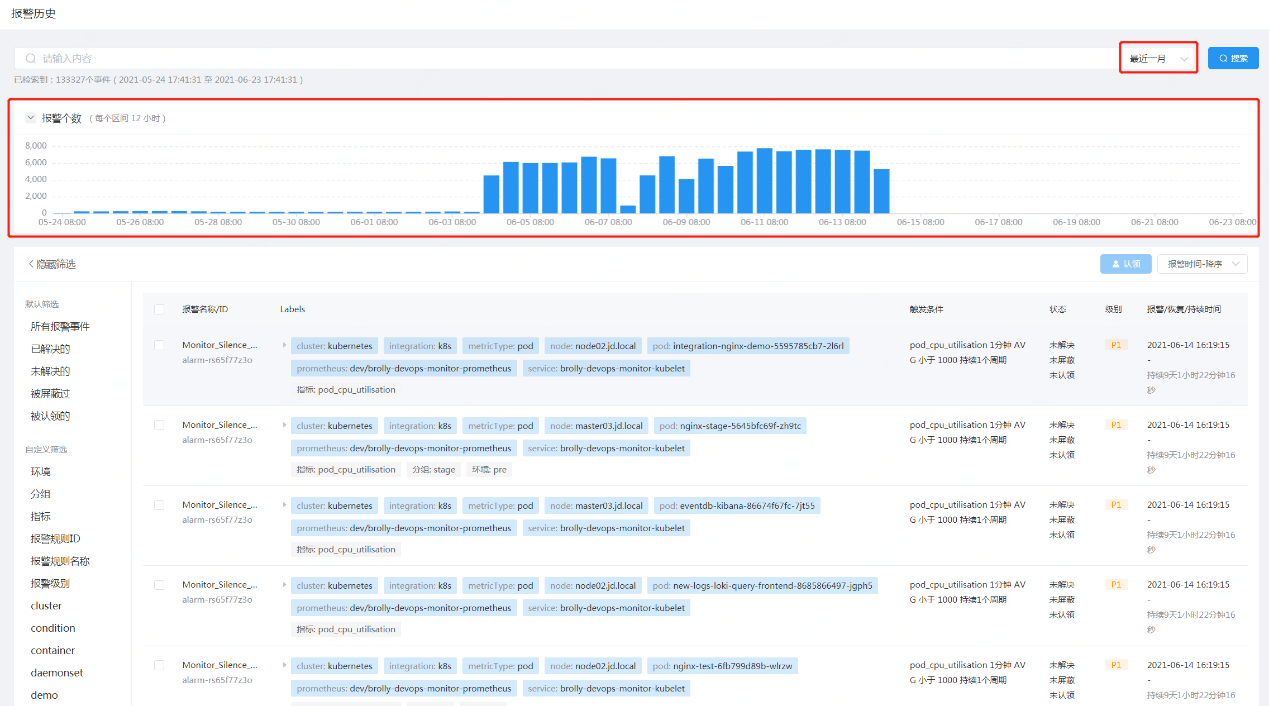 报警历史
请输入内容
最近一月
搜索
已检索到：133327个事件 ( 2021-05-24 17:41:31 至 2021-06-23 17:41:31 )
报警个数 ( 每个区间 12 小时 )
8,000
6,000
4,000
2,000
0
05-24 08:00 05-26 08:00 05-28 08:00 05-30 08:00 06-01 08:00 06-03 08:00 06-05 08:00 06-07 08:00 06-09 08:00 06-11 08:00 06-13 08:00 06-15 08:00 06-17 08:00 06-19 08:00 06-21 08:00 06-23 08:00
隐藏筛选
认领
报警时间-降序
默认筛选
所有报警事件
已解决的
未解决的
被屏蔽过
被认领的
自定义筛选
环境
分组
指标
报警规则ID
报警规则名称
报警级别
cluster
condition
container
daemonset
demo
报警名称/ID Labels 触发条件 状态 级别 报警/恢复/持续时间
Monitor_Silence_...
alarm-rs65f77z3o
cluster: kubernetes integration: k8s metricType: pod node: node02.jd.local pod: integration-nginx-demo-5595785cb7-2l6rl
prometheus: dev/brolly-devops-monitor-prometheus service: brolly-devops-monitor-kubelet
指标: pod_cpu_utilisation
pod_cpu_utilisation 1分钟 AV
G 小于 1000 持续1个周期
未解决
未屏蔽
未认领
P1
2021-06-14 16:19:15
-
持续9天1小时22分钟16
秒
Monitor_Silence_...
alarm-rs65f77z3o
cluster: kubernetes integration: k8s metricType: pod node: master03.jd.local pod: nginx-stage-5645bfc69f-zh9tc
prometheus: dev/brolly-devops-monitor-prometheus service: brolly-devops-monitor-kubelet
指标: pod_cpu_utilisation 分组: stage 环境: pre
pod_cpu_utilisation 1分钟 AV
G 小于 1000 持续1个周期
未解决
未屏蔽
未认领
P1
2021-06-14 16:19:15
-
持续9天1小时22分钟16
秒
Monitor_Silence_...
alarm-rs65f77z3o
cluster: kubernetes integration: k8s metricType: pod node: master03.jd.local pod: eventdb-kibana-86674f67fc-7jt55
prometheus: dev/brolly-devops-monitor-prometheus service: brolly-devops-monitor-kubelet
指标: pod_cpu_utilisation
pod_cpu_utilisation 1分钟 AV
G 小于 1000 持续1个周期
未解决
未屏蔽
未认领
P1
2021-06-14 16:19:15
-
持续9天1小时22分钟16
秒
Monitor_Silence_...
alarm-rs65f77z3o
cluster: kubernetes integration: k8s metricType: pod node: node02.jd.local pod: new-logs-loki-query-frontend-8685866497-jgph5
prometheus: dev/brolly-devops-monitor-prometheus service: brolly-devops-monitor-kubelet
指标: pod_cpu_utilisation
pod_cpu_utilisation 1分钟 AV
G 小于 1000 持续1个周期
未解决
未屏蔽
未认领
P1
2021-06-14 16:19:15
-
持续9天1小时22分钟16
秒
Monitor_Silence_...
alarm-rs65f77z3o
cluster: kubernetes integration: k8s metricType: pod node: node02.jd.local pod: nginx-test-6fb799d89b-wlrzw
prometheus: dev/brolly-devops-monitor-prometheus service: brolly-devops-monitor-kubelet
pod_cpu_utilisation 1分钟 AV
G 小于 1000 持续1个周期
未解决
未屏蔽
未认领
P1
2021-06-14 16:19:15
-
持续9天1小时22分钟16